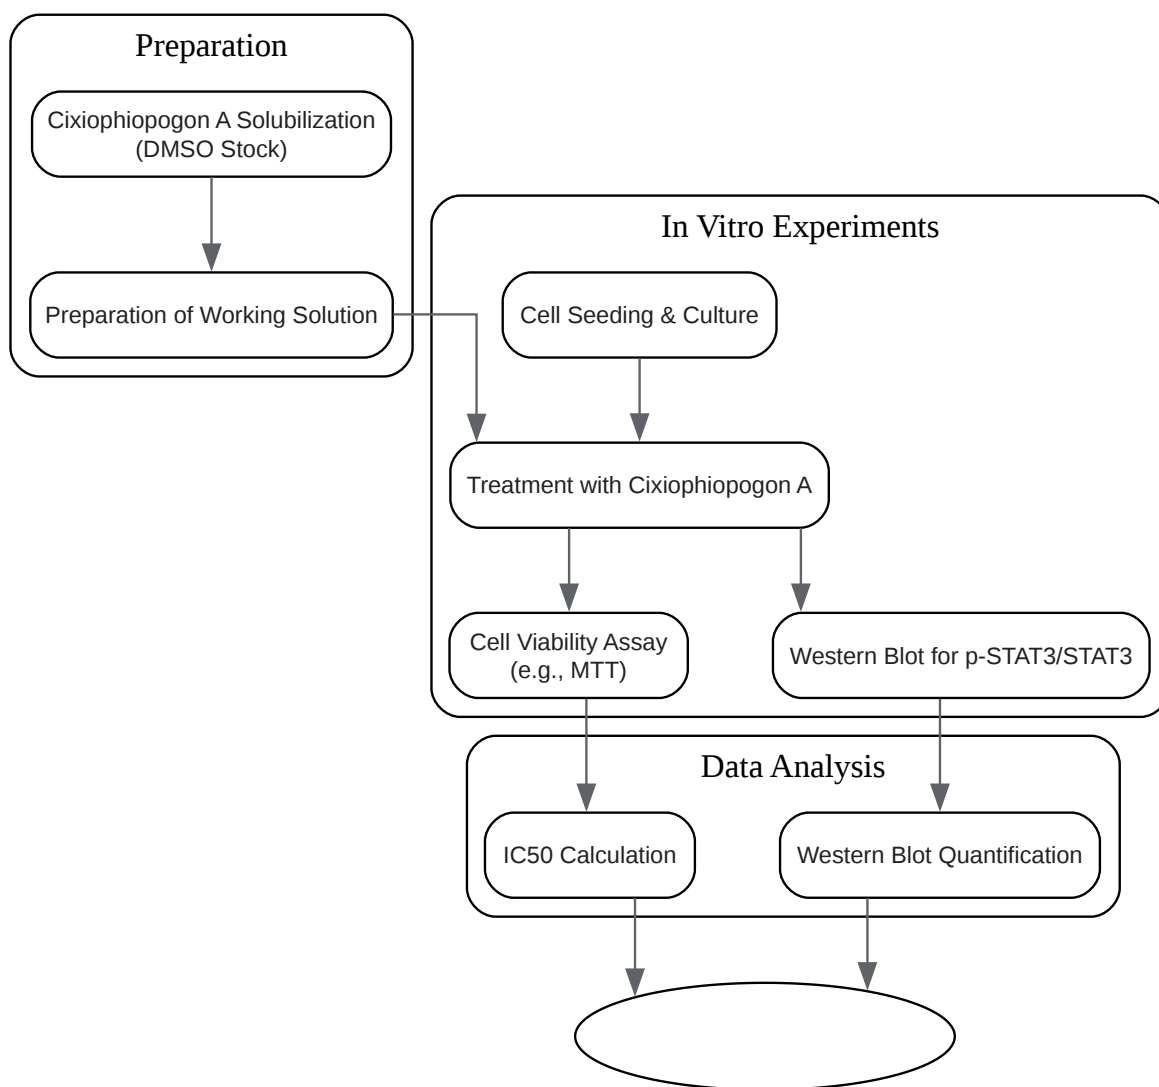 Preparation
Cixiophiopogon A Solubilization
(DMSO Stock)
Preparation of Working Solution
In Vitro Experiments
Cell Seeding & Culture
Treatment with Cixiophiopogon A
Cell Viability Assay
(e.g., MTT)
Western Blot for p-STAT3/STAT3
Data Analysis
IC50 Calculation
Western Blot Quantification